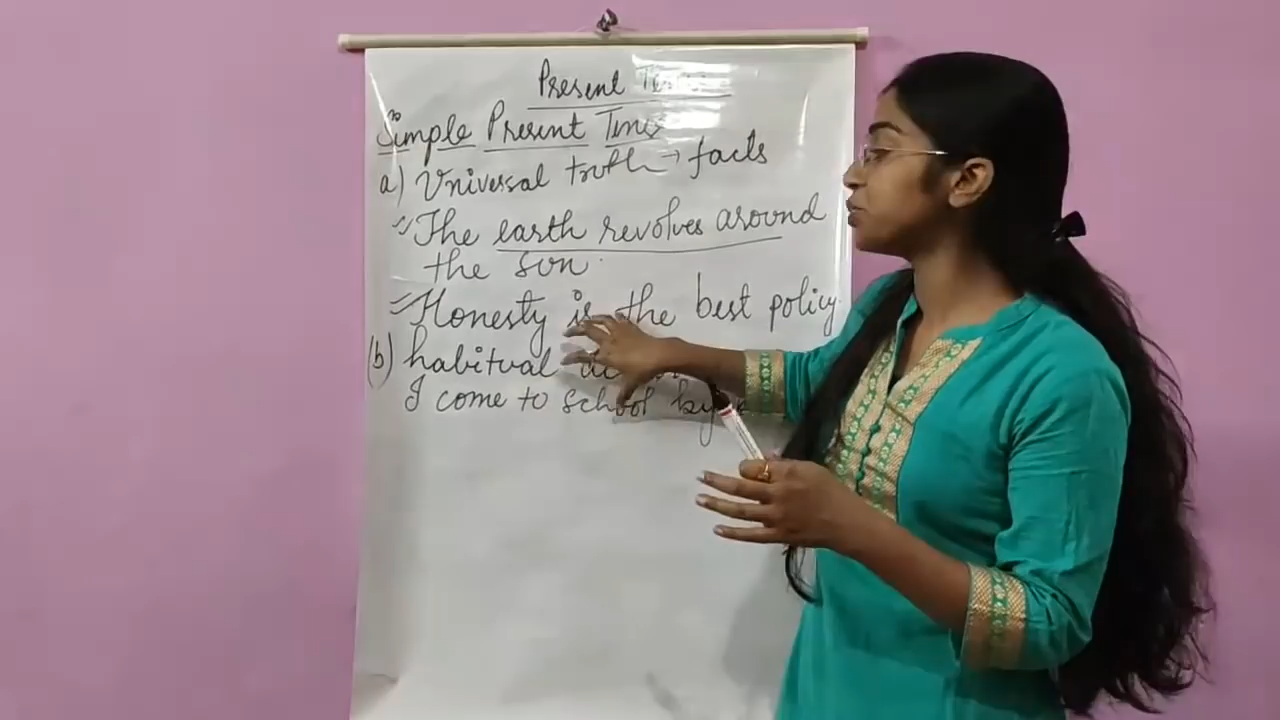 Present
Simple Present Tense
a) Universal truth → facts
The earth revolves around
the sun.
Honesty is the best policy
(b) habitual
I come to school by